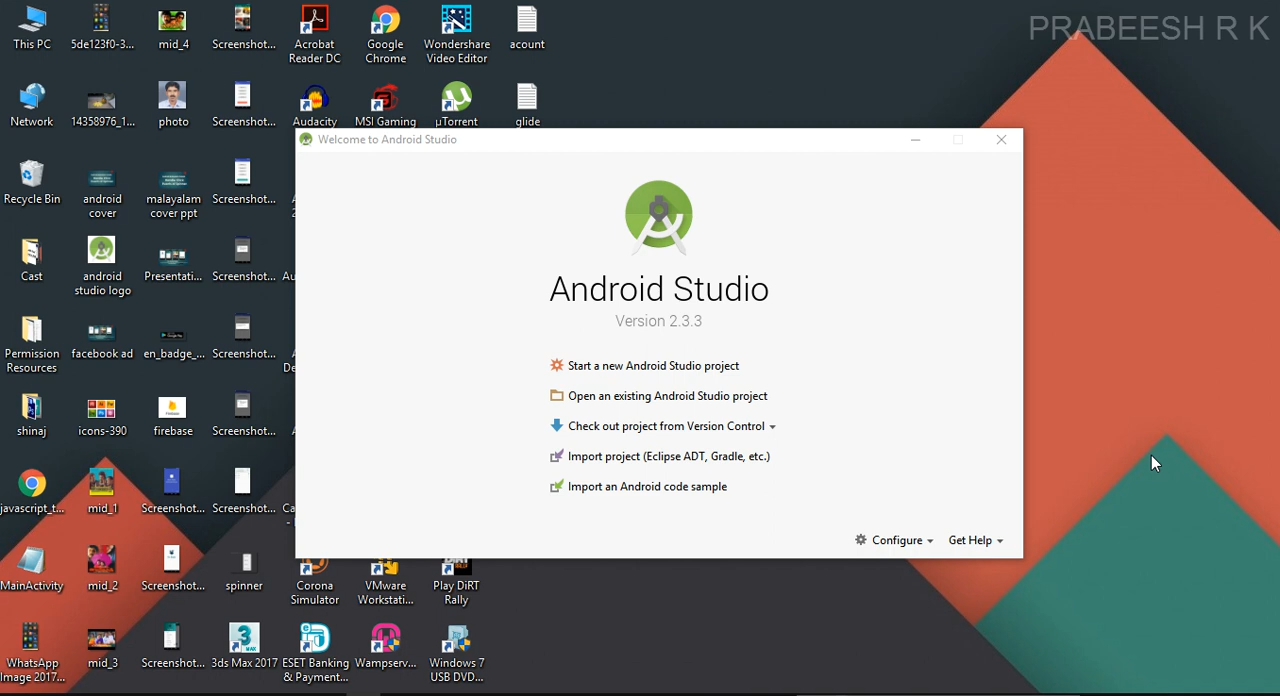 PRABEESH R K
This PC
5de123f0-3...
mid_4
Screenshot...
Acrobat
Reader DC
Google
Chrome
Wondershare
Video Editor
acount
Network
14358976_1...
photo
Screenshot...
Audacity
MSI Gaming
µTorrent
glide
Welcome to Android Studio
Recycle Bin
android
cover
malayalam
cover ppt
Screenshot...
Cast
android
studio logo
Presentati...
Screenshot...
Permission
Resources
facebook ad
en_badge_...
Screenshot...
shinaj
icons-390
firebase
Screenshot...
Android Studio
Version 2.3.3
Start a new Android Studio project
Open an existing Android Studio project
Check out project from Version Control
Import project (Eclipse ADT, Gradle, etc.)
Import an Android code sample
Configure
Get Help
javascript_t...
mid_1
Screenshot...
Screenshot...
MainActivity
mid_2
Screenshot...
spinner
Corona
Simulator
VMware
Workstati...
Play DiRT
Rally
WhatsApp
Image 2017...
mid_3
Screenshot...
3ds Max 2017
ESET Banking
& Payment...
Wampserv...
Windows 7
USB DVD...